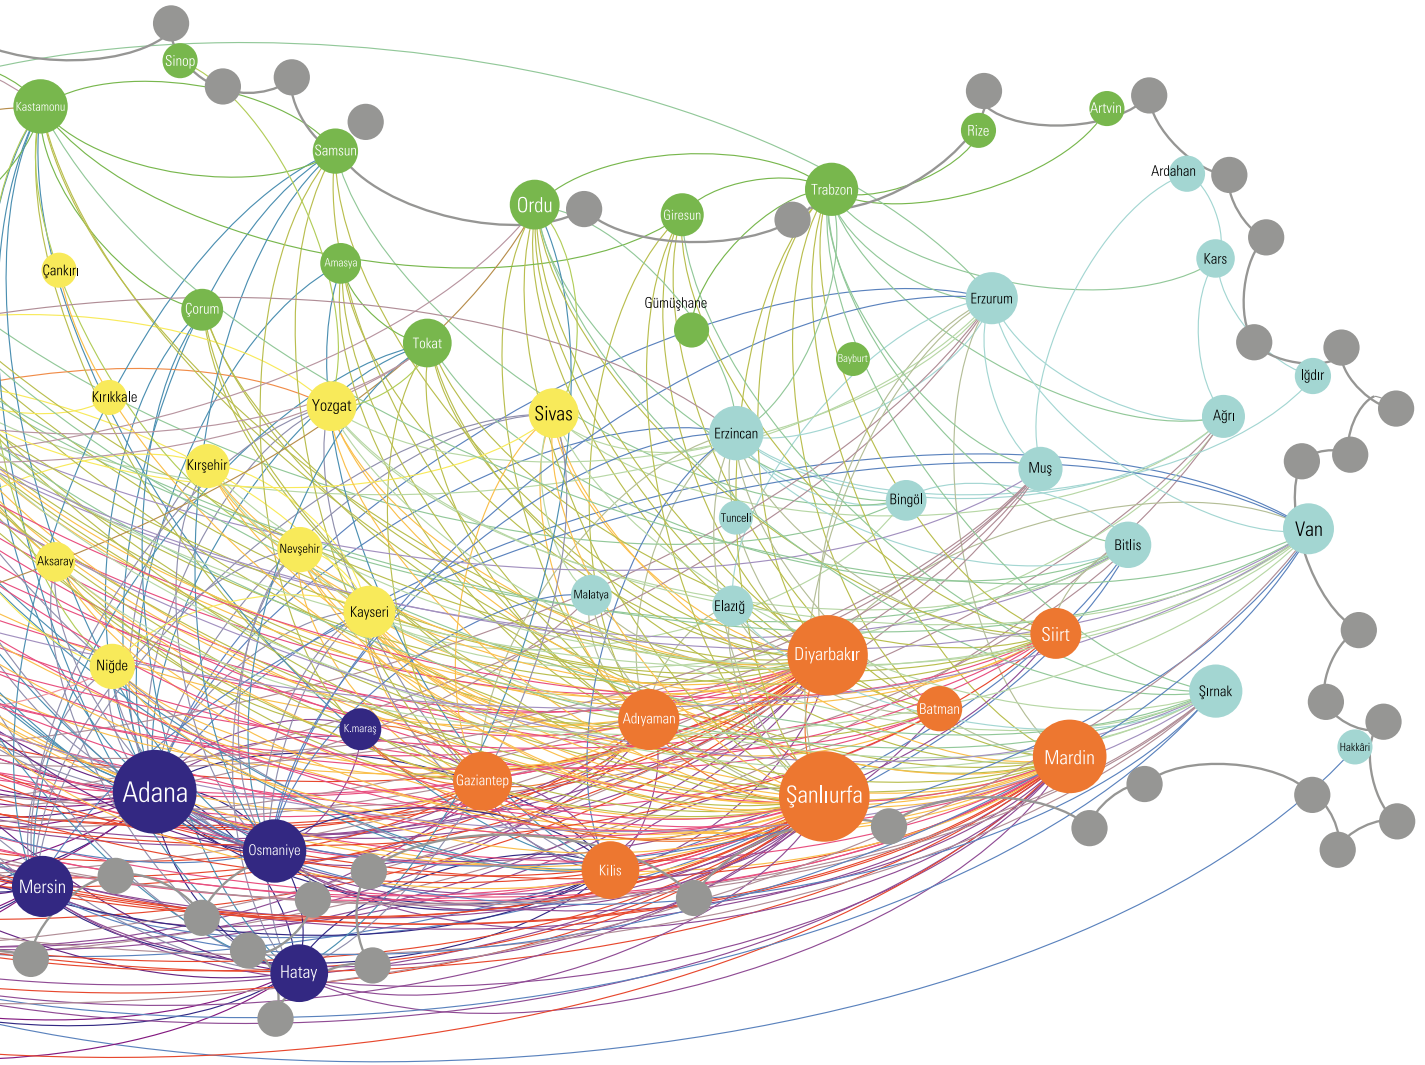 Sinop
Kastamonu
Samsun
Rize
Artvin
Ardahan
Trabzon
Ordu
Giresun
Çankırı
Amasya
Kars
Çorum
Gümüşhane
Erzurum
Tokat
Bayburt
Iğdır
Kırıkkale
Yozgat
Sivas
Ağrı
Erzincan
Kırşehir
Muş
Bingöl
Tunceli
Van
Nevşehir
Bitlis
Aksaray
Malatya
Elazığ
Kayseri
Siirt
Diyarbakır
Niğde
Şırnak
Batman
Adıyaman
K.maraş
Hakkâri
Mardin
Gaziantep
Adana
Şanlıurfa
Osmaniye
Kilis
Mersin
Hatay